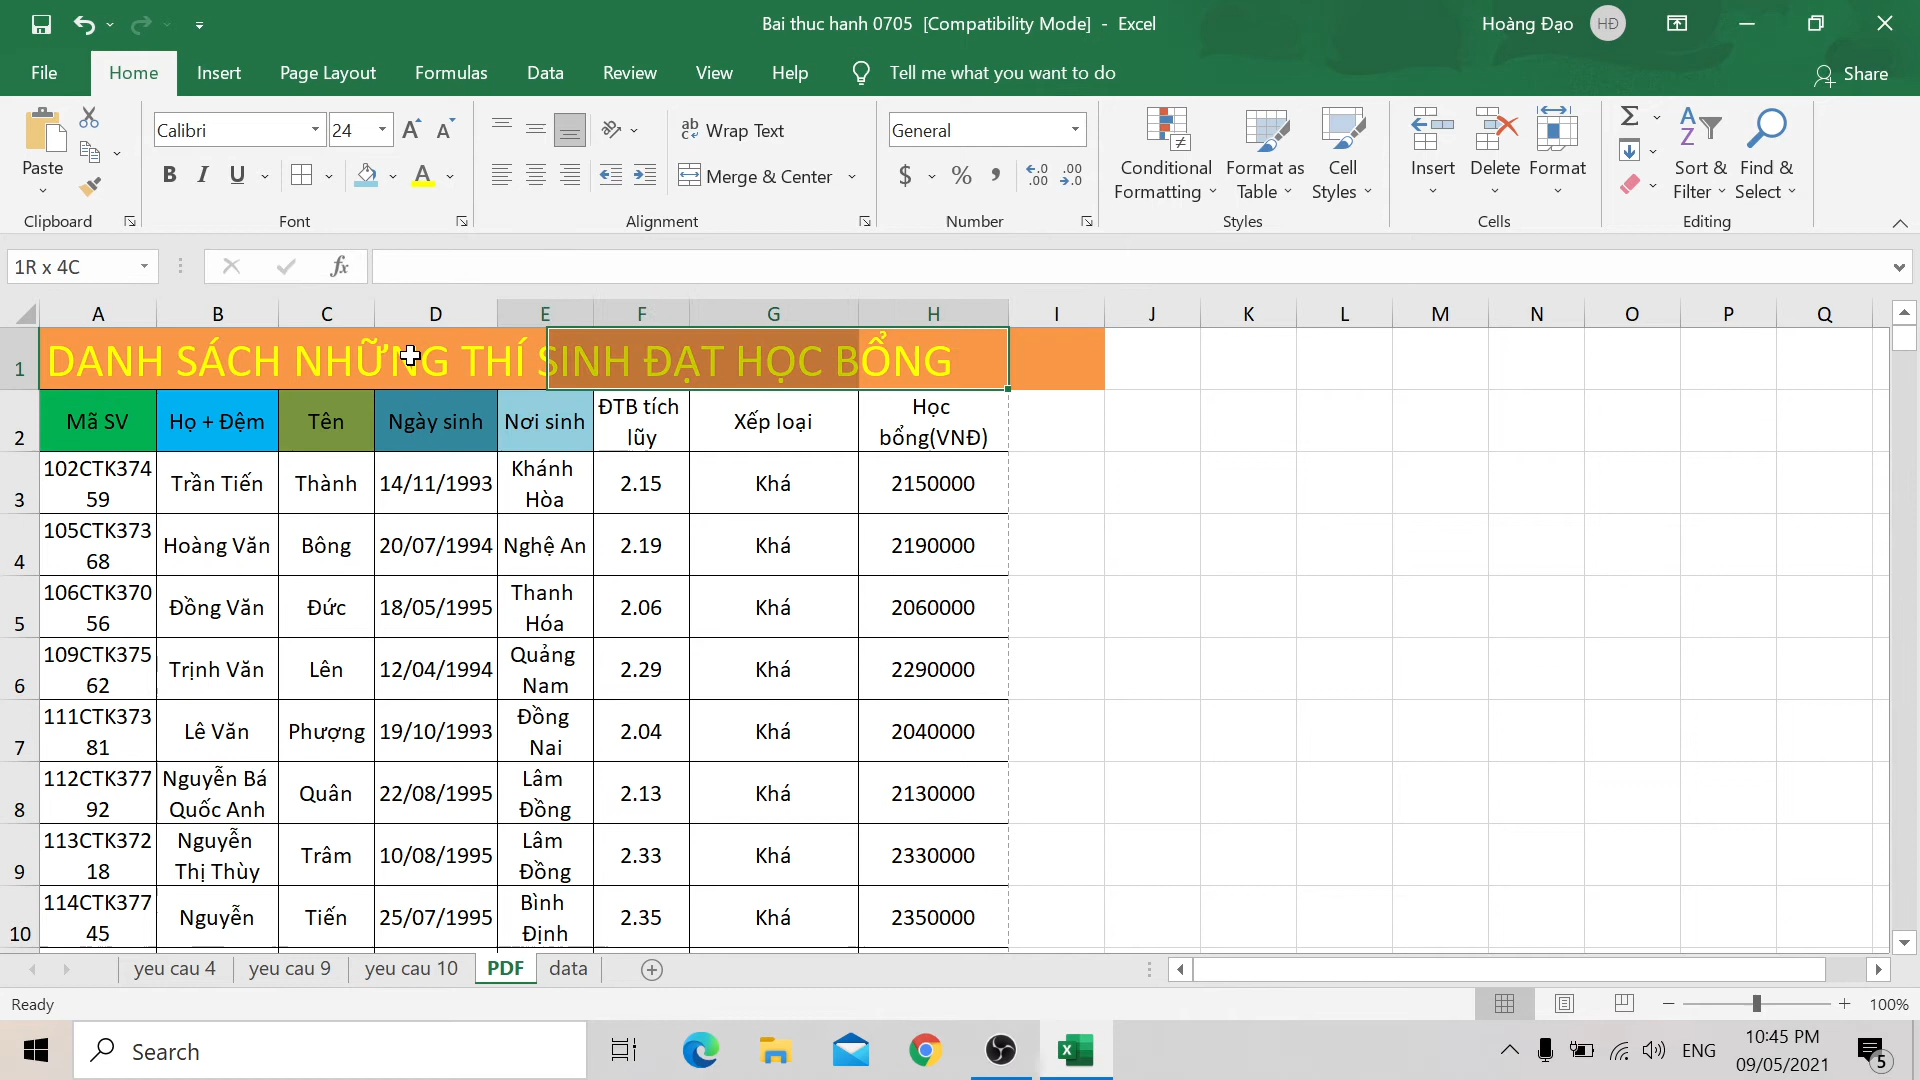 Bai thuc hanh 0705 [Compatibility Mode] - Excel
Hoàng Đạo HĐ
File Home Insert Page Layout Formulas Data Review View Help Tell me what you want to do Share
Calibri 24 ab Wrap Text General
Paste B I U A Merge & Center $ % Conditional Formatting Format as Table Cell Styles Insert Delete Format Sort & Filter Find & Select
Clipboard Font Alignment Number Styles Cells Editing
1R x 4C fx
A B C D E F G H I J K L M N O P Q
1 DANH SÁCH NHỮNG THÍ SINH ĐẠT HỌC BỔNG
2 Mã SV Họ + Đệm Tên Ngày sinh Nơi sinh ĐTB tích lũy Xếp loại Học bổng(VNĐ)
3 102CTK37459 Trần Tiến Thành 14/11/1993 Khánh Hòa 2.15 Khá 2150000
4 105CTK37368 Hoàng Văn Bông 20/07/1994 Nghệ An 2.19 Khá 2190000
5 106CTK37056 Đồng Văn Đức 18/05/1995 Thanh Hóa 2.06 Khá 2060000
6 109CTK37562 Trịnh Văn Lên 12/04/1994 Quảng Nam 2.29 Khá 2290000
7 111CTK37381 Lê Văn Phượng 19/10/1993 Đồng Nai 2.04 Khá 2040000
8 112CTK37792 Nguyễn Bá Quốc Anh Quân 22/08/1995 Lâm Đồng 2.13 Khá 2130000
9 113CTK37218 Nguyễn Thị Thùy Trâm 10/08/1995 Lâm Đồng 2.33 Khá 2330000
10 114CTK37745 Nguyễn Tiến 25/07/1995 Bình Định 2.35 Khá 2350000
yeu cau 4 yeu cau 9 yeu cau 10 PDF data
Ready 100%
Search ENG 10:45 PM
09/05/2021 5